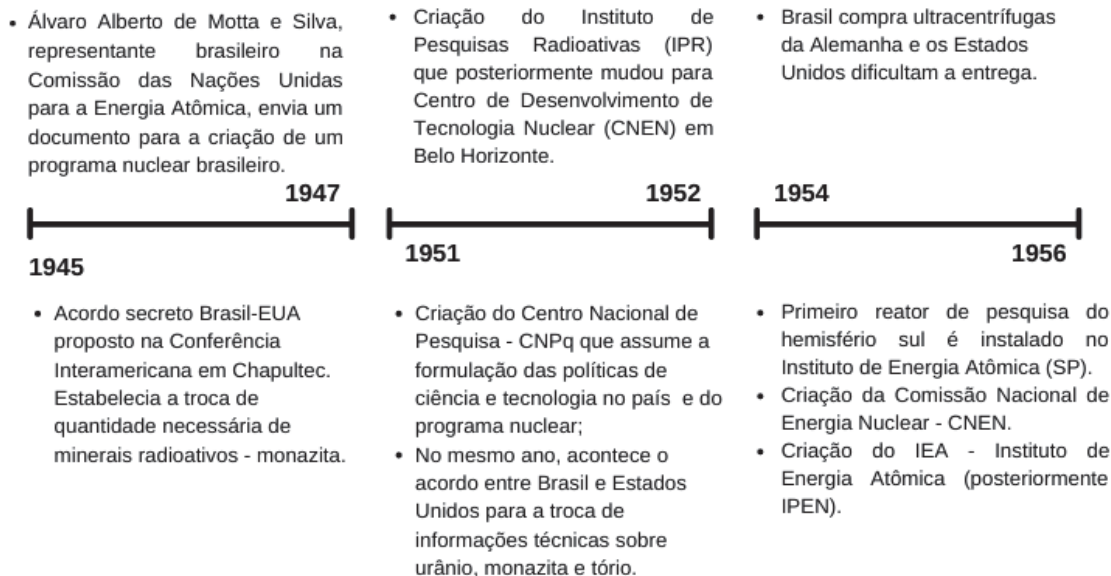 • Álvaro Alberto de Motta e Silva,
representante brasileiro na
Comissão das Nações Unidas
para a Energia Atômica, envia um
documento para a criação de um
programa nuclear brasileiro.
1947
1945
• Acordo secreto Brasil-EUA
proposto na Conferência
Interamericana em Chapultec.
Estabelecia a troca de
quantidade necessária de
minerais radioativos - monazita.
• Criação do Instituto de
Pesquisas Radioativas (IPR)
que posteriormente mudou para
Centro de Desenvolvimento de
Tecnologia Nuclear (CNEN) em
Belo Horizonte.
1952
1951
• Criação do Centro Nacional de
Pesquisa - CNPq que assume a
formulação das políticas de
ciência e tecnologia no país e do
programa nuclear;
• No mesmo ano, acontece o
acordo entre Brasil e Estados
Unidos para a troca de
informações técnicas sobre
urânio, monazita e tório.
• Brasil compra ultracentrífugas
da Alemanha e os Estados
Unidos dificultam a entrega.
1954
1956
• Primeiro reator de pesquisa do
hemisfério sul é instalado no
Instituto de Energia Atômica (SP).
• Criação da Comissão Nacional de
Energia Nuclear - CNEN.
• Criação do IEA - Instituto de
Energia Atômica (posteriormente
IPEN).